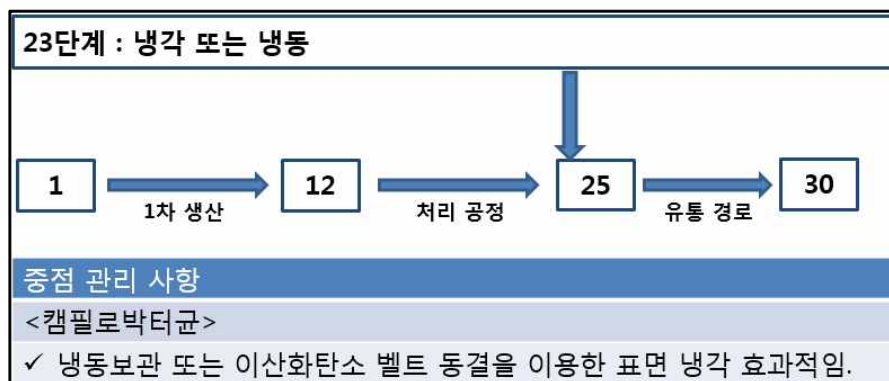 23단계 : 냉각 또는 냉동
1
12
25
30
1차 생산
처리 공정
유통 경로
중점 관리 사항
<캠필로박터균>
✓ 냉동보관 또는 이산화탄소 벨트 동결을 이용한 표면 냉각 효과적임.